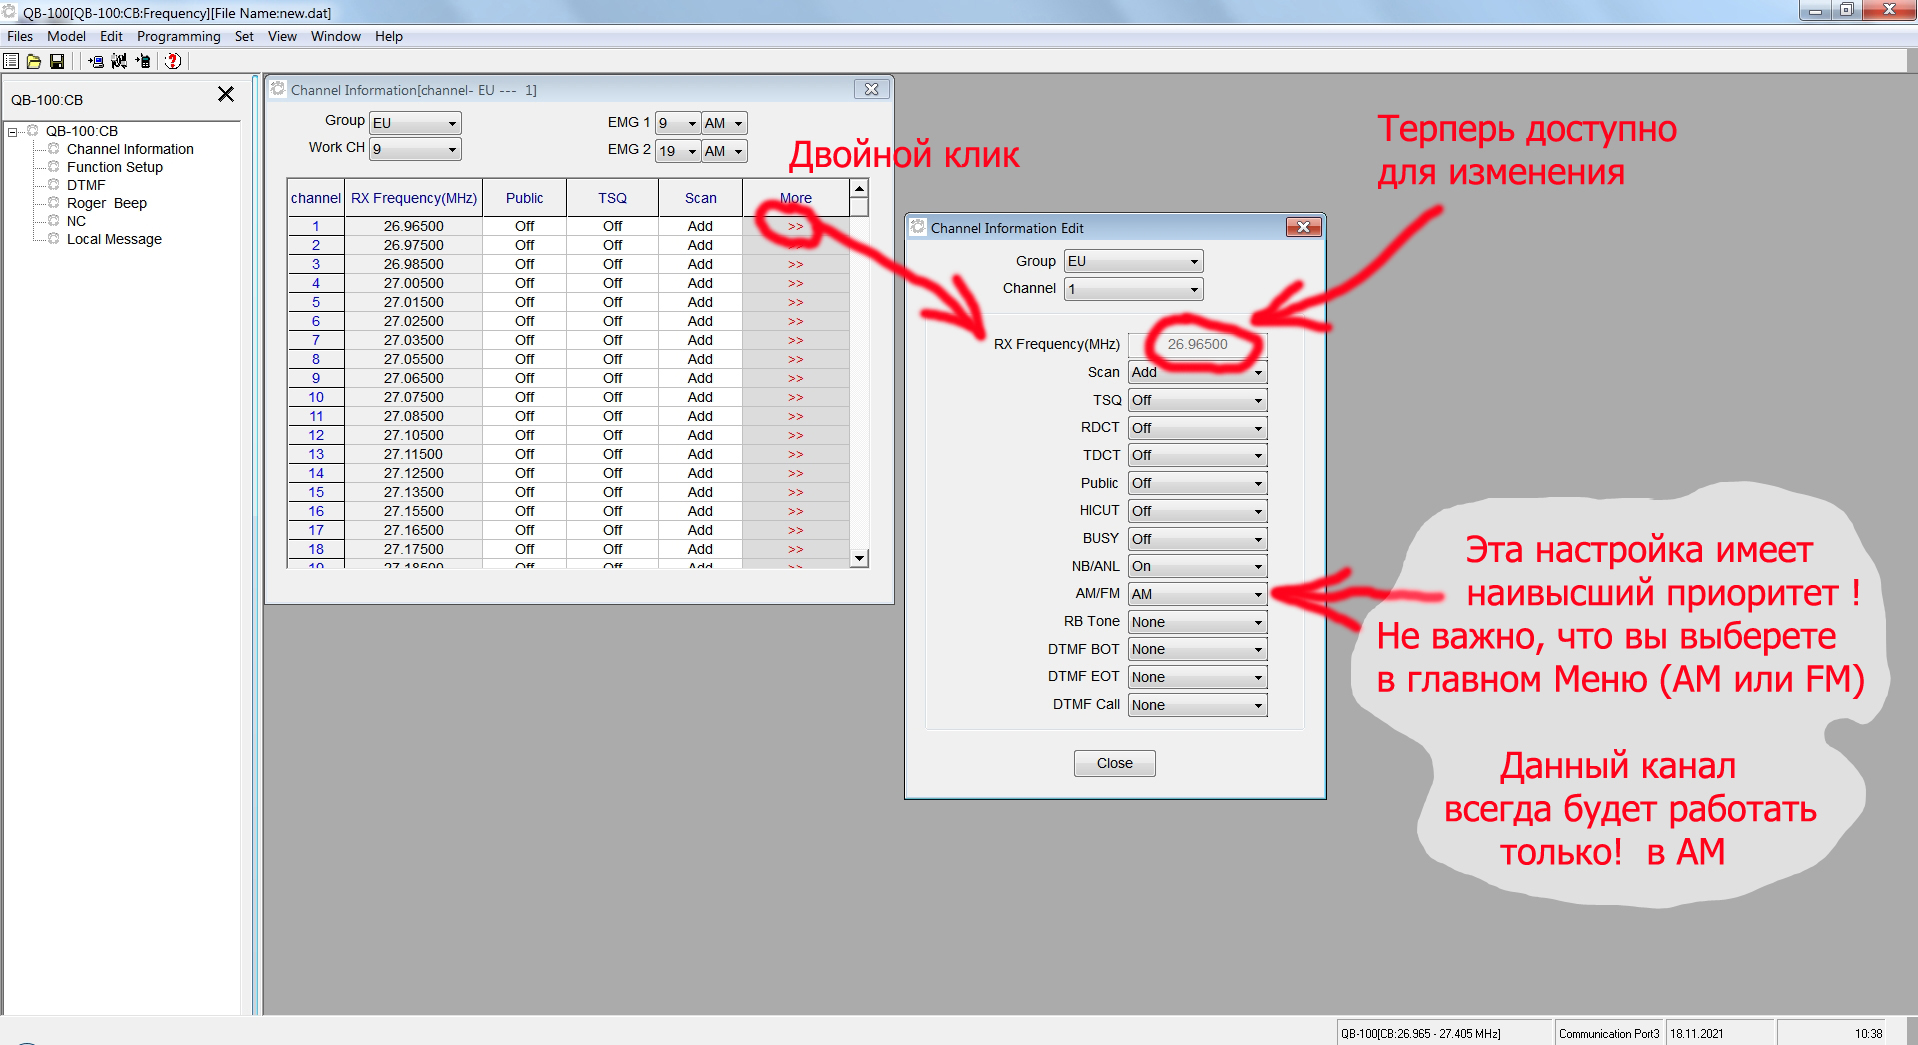 QB-100[QB-100:CB:Frequency][File Name:new.dat]
Files Model Edit Programming Set View Window Help
QB-100:CB
QB-100:CB
Channel Information
Function Setup
DTMF
Roger Beep
NC
Local Message
Channel Information[channel- EU --- 1]
Group EU EMG 1 9 AM
Work CH 9 EMG 2 19 AM
channel RX Frequency(MHz) Public TSQ Scan More
1 26.96500 Off Off Add >>
2 26.97500 Off Off Add >>
3 26.98500 Off Off Add >>
4 27.00500 Off Off Add >>
5 27.01500 Off Off Add >>
6 27.02500 Off Off Add >>
7 27.03500 Off Off Add >>
8 27.05500 Off Off Add >>
9 27.06500 Off Off Add >>
10 27.07500 Off Off Add >>
11 27.08500 Off Off Add >>
12 27.10500 Off Off Add >>
13 27.11500 Off Off Add >>
14 27.12500 Off Off Add >>
15 27.13500 Off Off Add >>
16 27.15500 Off Off Add >>
17 27.16500 Off Off Add >>
18 27.17500 Off Off Add >>
19 27.18500 Off Off Add >>
Двойной клик
Терперь доступно
для изменения
Channel Information Edit
Group EU
Channel 1
RX Frequency(MHz) 26.96500
Scan Add
TSQ Off
RDCT Off
TDCT Off
Public Off
HICUT Off
BUSY Off
NB/ANL On
AM/FM AM
RB Tone None
DTMF BOT None
DTMF EOT None
DTMF Call None
Close
Эта настройка имеет
наивысший приоритет !
Не важно, что вы выберете
в главном Меню (АМ или FM)
Данный канал
всегда будет работать
только! в АМ
QB-100[CB:26.965 - 27.405 MHz] Communication Port3 18.11.2021 10:38